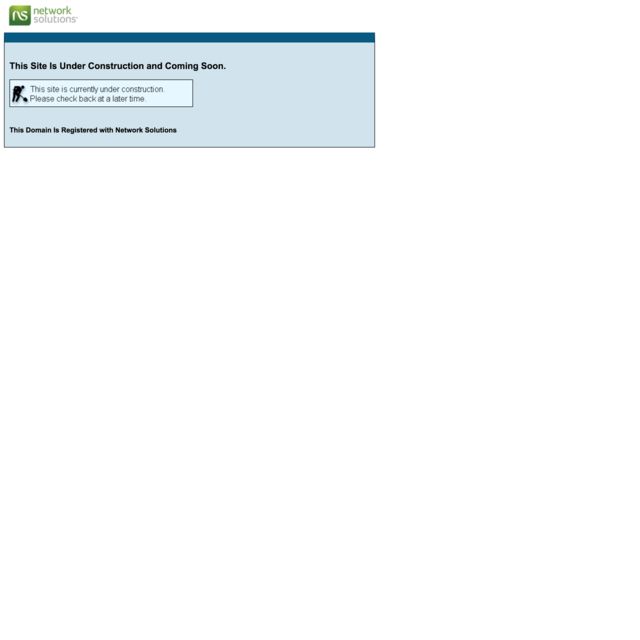 ns network
solutions
This Site Is Under Construction and Coming Soon.
This site is currently under construction.
Please check back at a later time.
This Domain Is Registered with Network Solutions